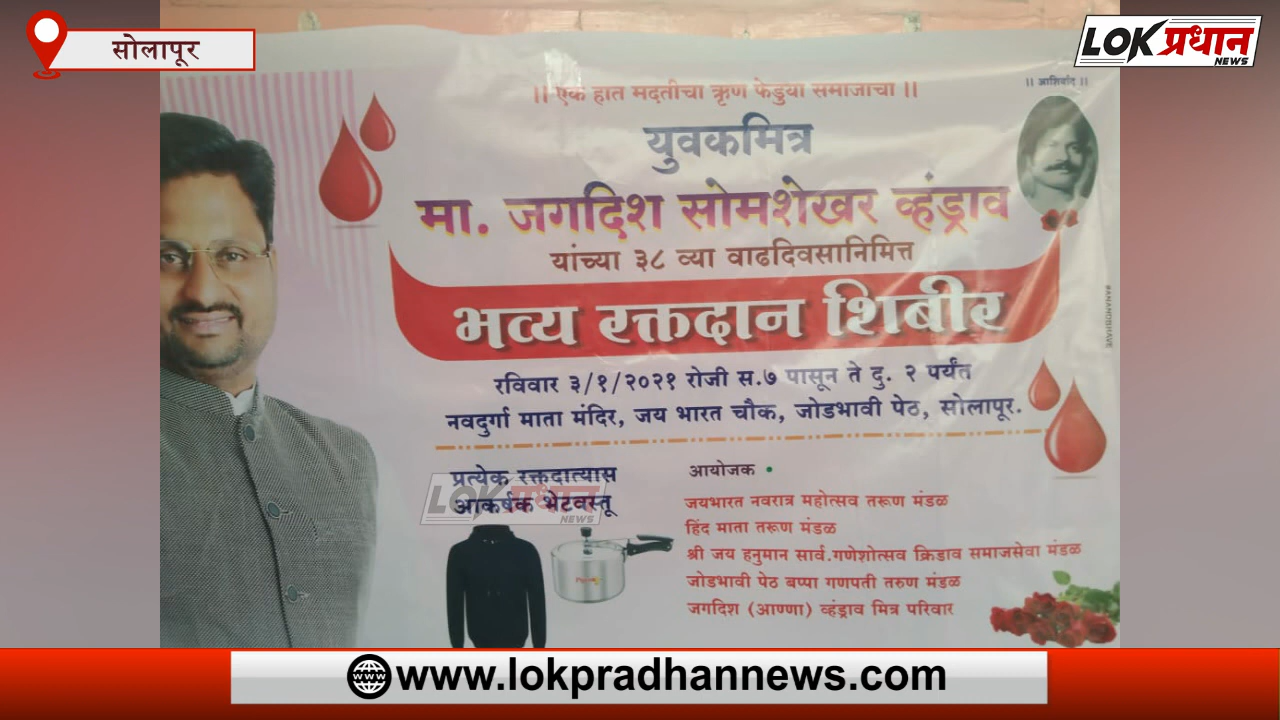 सोलापूर
LOK प्रधान
NEWS
|| एक हात मदतीचा ऋण फेडुया समाजाचा ||
|| आशिर्वाद ||
युवकमित्र
मा. जगदिश सोमशेखर व्हंड्राव
यांच्या ३८ व्या वाढदिवसानिमित्त
भव्य रक्तदान शिबीर
रविवार ३/१/२०२१ रोजी स.७ पासून ते दु. २ पर्यंत
नवदुर्गा माता मंदिर, जय भारत चौक, जोडभावी पेठ, सोलापूर.
प्रत्येक रक्तदात्यास
आकर्षक भेटवस्तू
LOK प्रधान
NEWS
आयोजक
जयभारत नवरात्र महोत्सव तरूण मंडळ
हिंद माता तरूण मंडळ
श्री जय हनुमान सार्व.गणेशोत्सव क्रिडाव समाजसेवा मंडळ
जोडभावी पेठ बप्पा गणपती तरुण मंडळ
जगदिश (आण्णा) व्हंड्राव मित्र परिवार
www.lokpradhannews.com